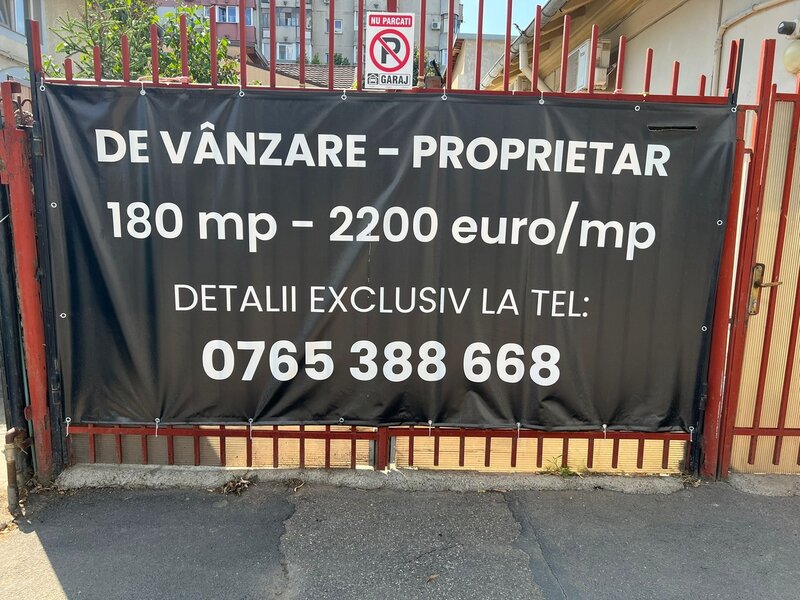 NU PARCATI
P
GARAJ
DE VÂNZARE - PROPRIETAR
180 mp - 2200 euro/mp
DETALII EXCLUSIV LA TEL:
0765 388 668